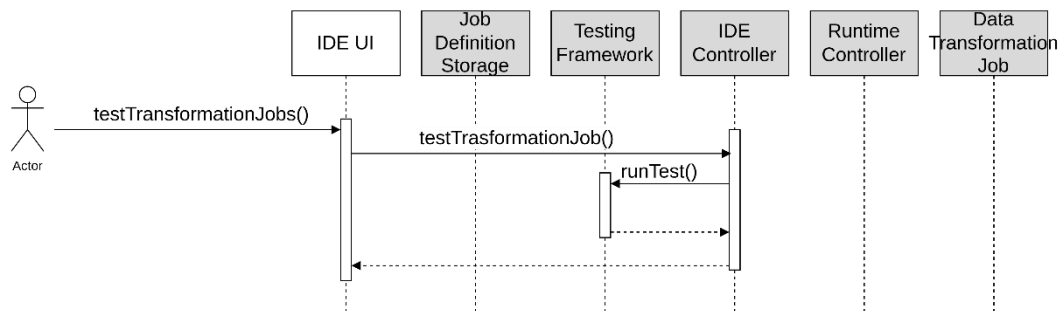 IDE UI
Job
Definition
Storage
Testing
Framework
IDE
Controller
Runtime
Controller
Data
Transformation
Job
testTransformationJobs()
Actor
testTrasformationJob()
runTest()